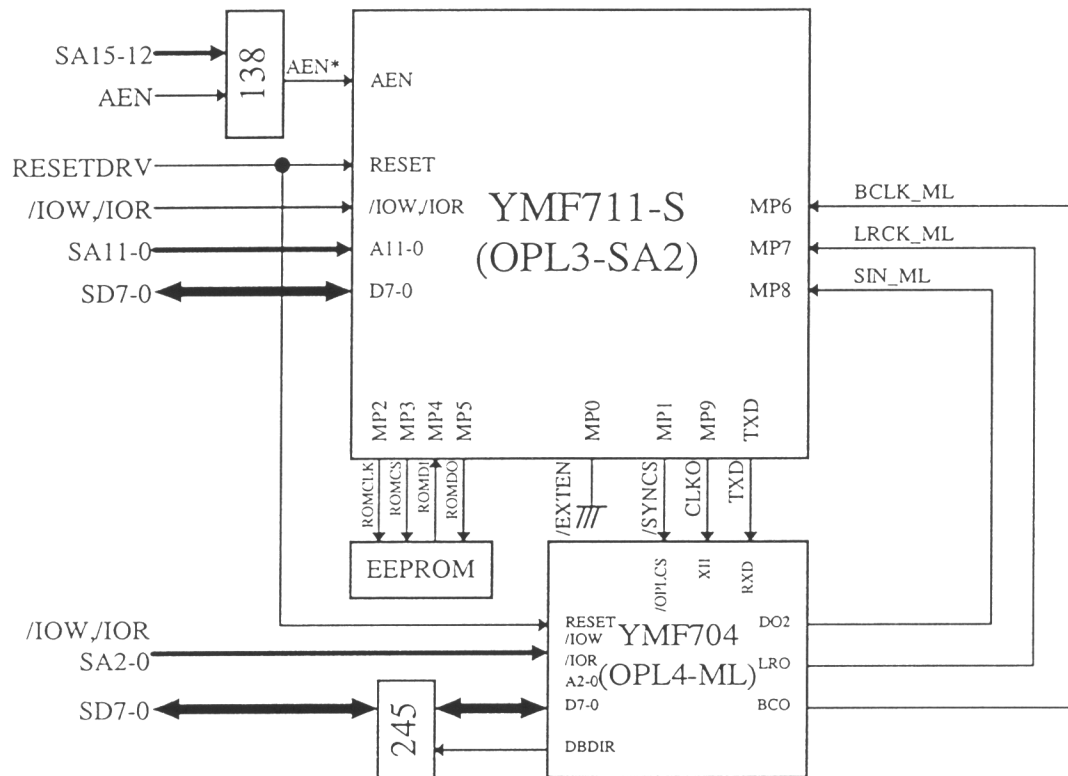 SA15-12
AEN
138
AEN*
AEN
RESETDRV
RESET
/IOW,/IOR
/IOW,/IOR
SA11-0
A11-0
SD7-0
D7-0
YMF711-S
(OPL3-SA2)
MP6
BCLK_ML
MP7
LRCK_ML
MP8
SIN_ML
MP2
MP3
MP4
MP5
MP0
MP1
MP9
TXD
ROMCLK
ROMCS
ROMDI
ROMDO
/EXTEN
/SYNCS
CLKO
TXD
EEPROM
/OPLCS
XI1
RXD
/IOW,/IOR
SA2-0
SD7-0
245
RESET
/IOW
/IOR
A2-0
D7-0
DBDIR
YMF704
(OPL4-ML)
DO2
LRO
BCO